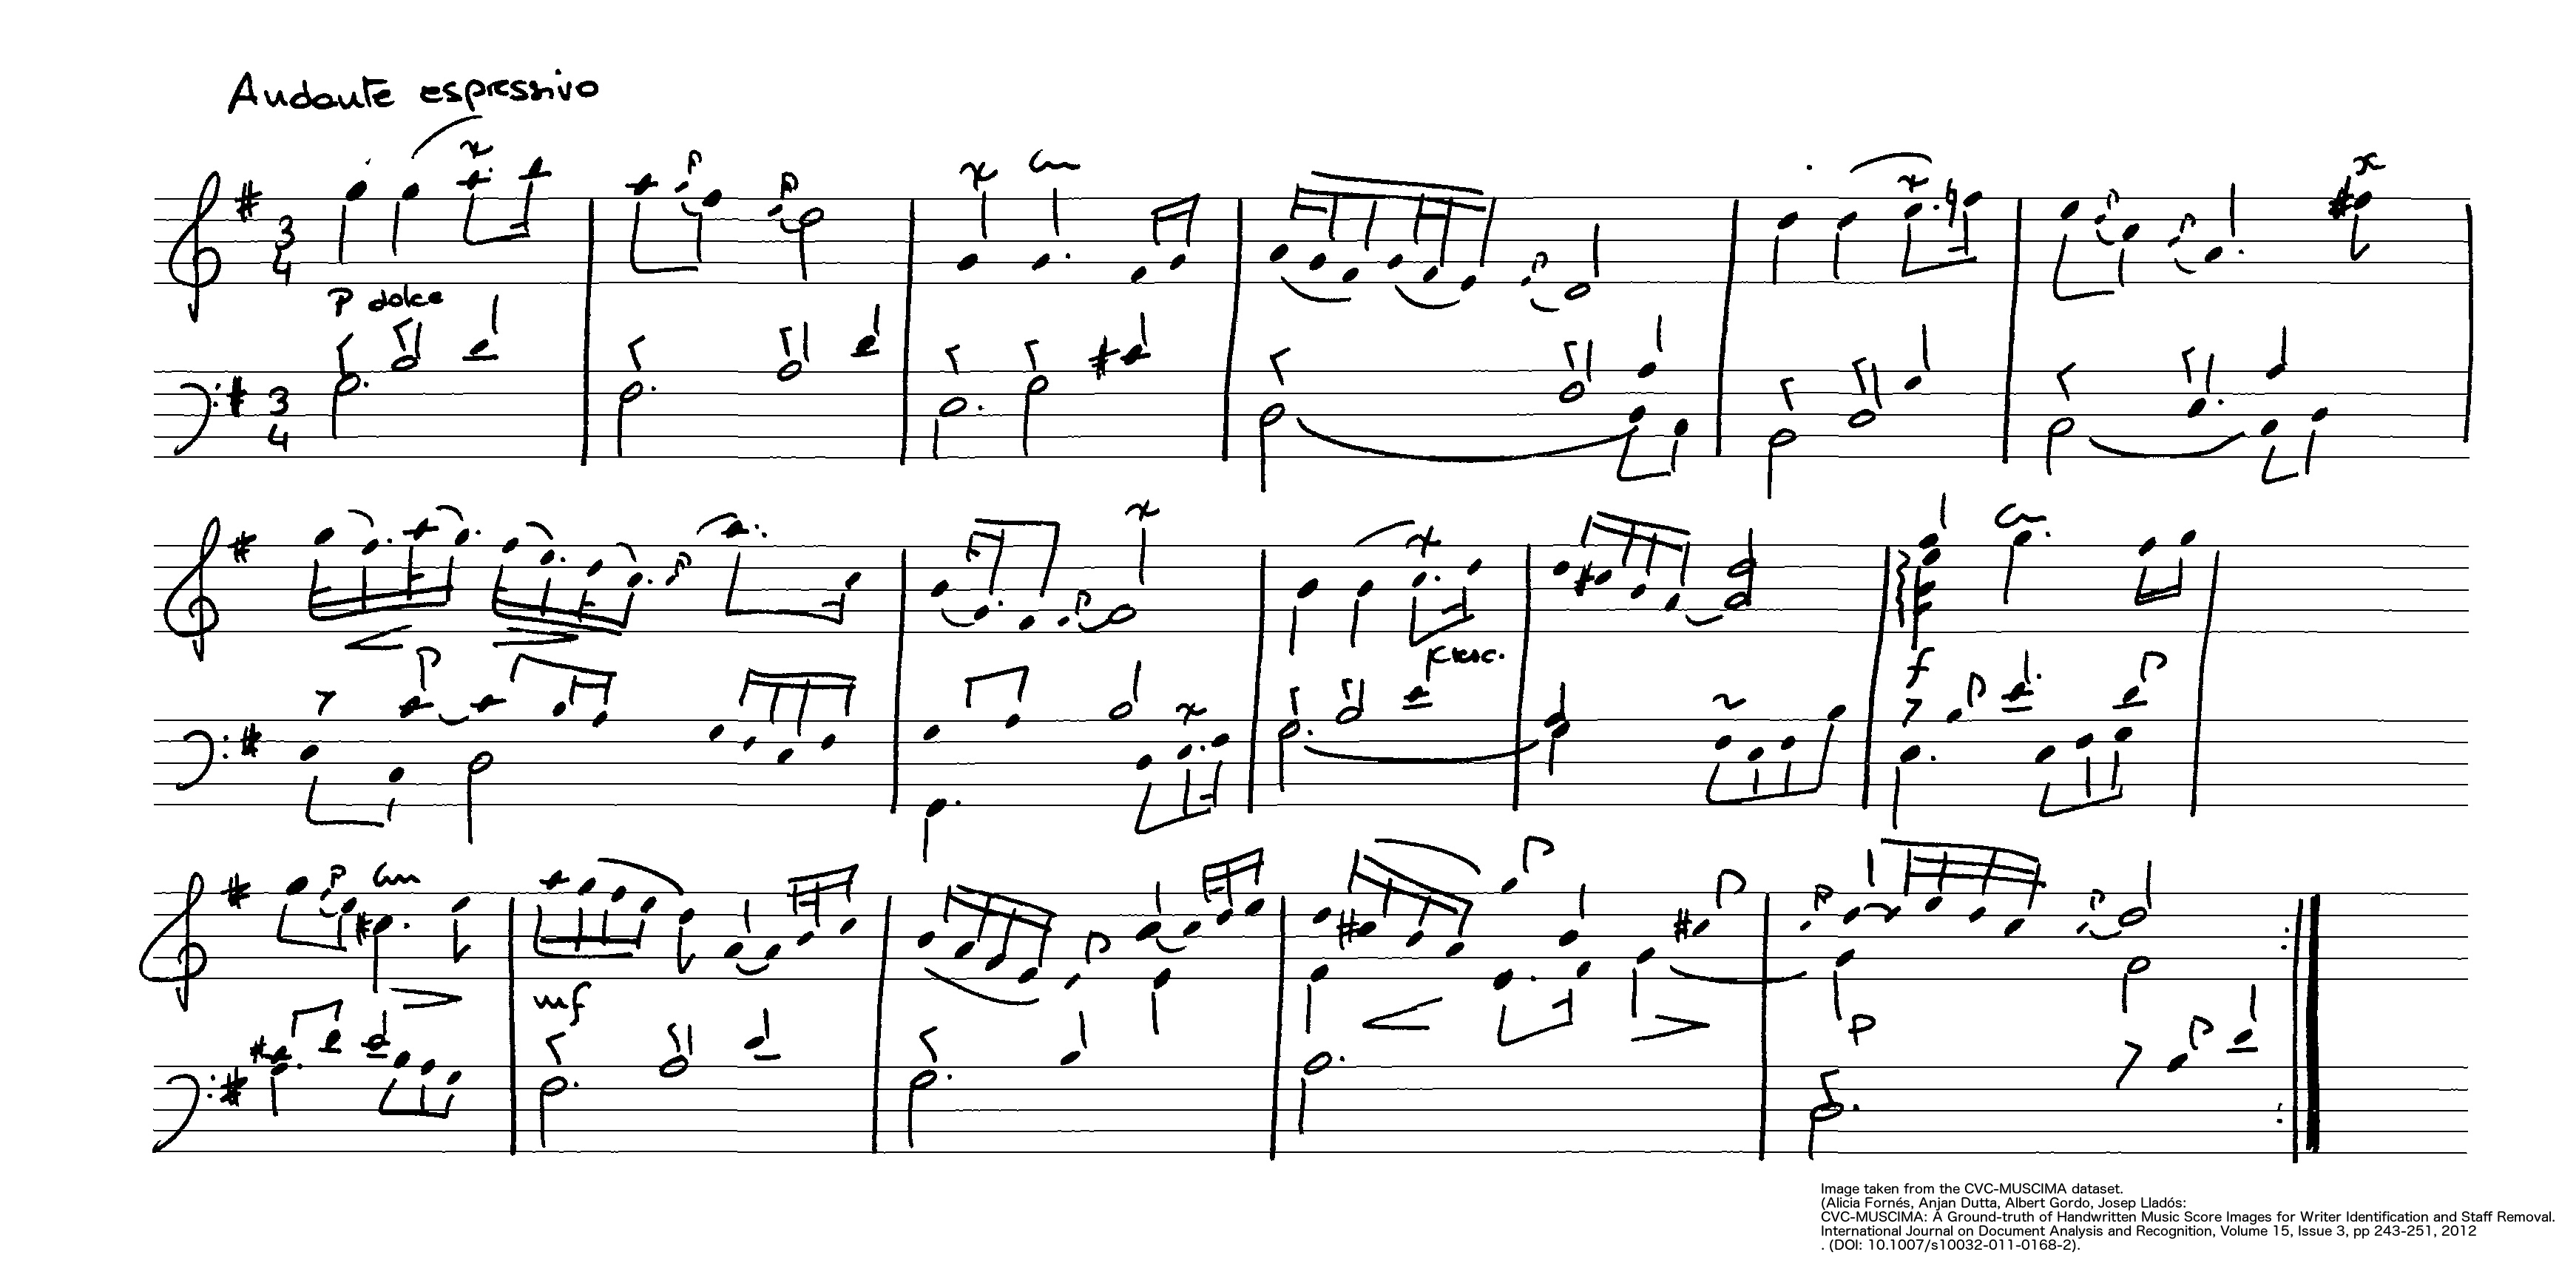 Andante espressivo
3
4
P dolce
3
4
cresc.
f
mf
p
Image taken from the CVC-MUSCIMA dataset.
(Alicia Fornés, Anjan Dutta, Albert Gordo, Josep Lladós:
CVC-MUSCIMA: A Ground-truth of Handwritten Music Score Images for Writer Identification and Staff Removal.
International Journal on Document Analysis and Recognition, Volume 15, Issue 3, pp 243-251, 2012
. (DOI: 10.1007/s10032-011-0168-2).